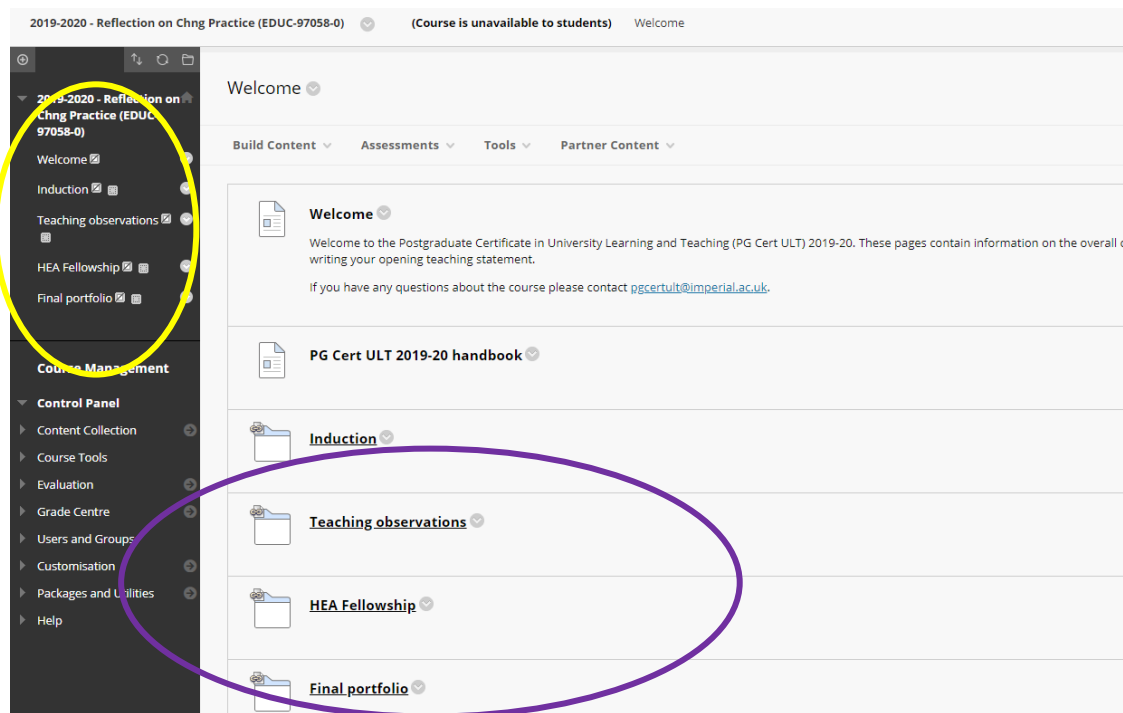 2019-2020 - Reflection on Chng Practice (EDUC-97058-0) (Course is unavailable to students) Welcome
2019-2020 - Reflection on
Chng Practice (EDUC-
97058-0)
Welcome
Induction
Teaching observations
HEA Fellowship
Final portfolio
Course Management
Control Panel
Content Collection
Course Tools
Evaluation
Grade Centre
Users and Groups
Customisation
Packages and Utilities
Help
Welcome
Build Content Assessments Tools Partner Content
Welcome
Welcome to the Postgraduate Certificate in University Learning and Teaching (PG Cert ULT) 2019-20. These pages contain information on the overall
writing your opening teaching statement.
If you have any questions about the course please contact pgcertult@imperial.ac.uk.
PG Cert ULT 2019-20 handbook
Induction
Teaching observations
HEA Fellowship
Final portfolio